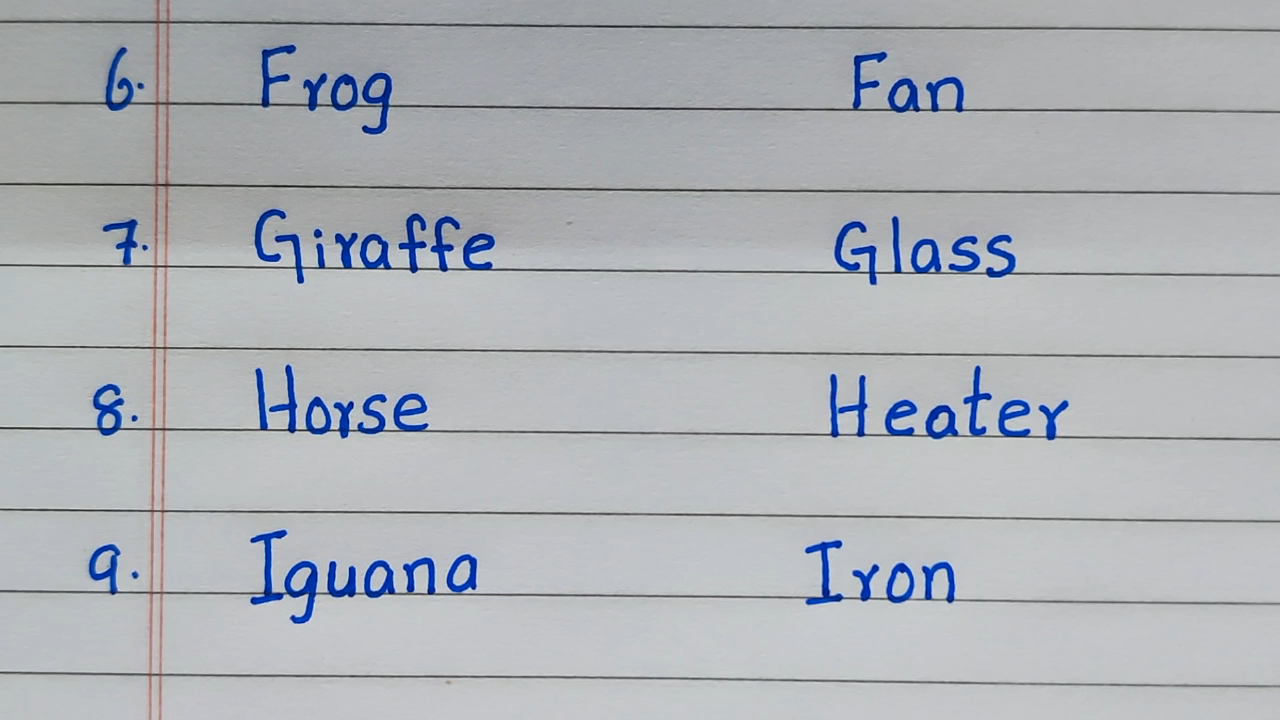 6. Frog Fan
7. Giraffe Glass
8. Horse Heater
9. Iguana Iron